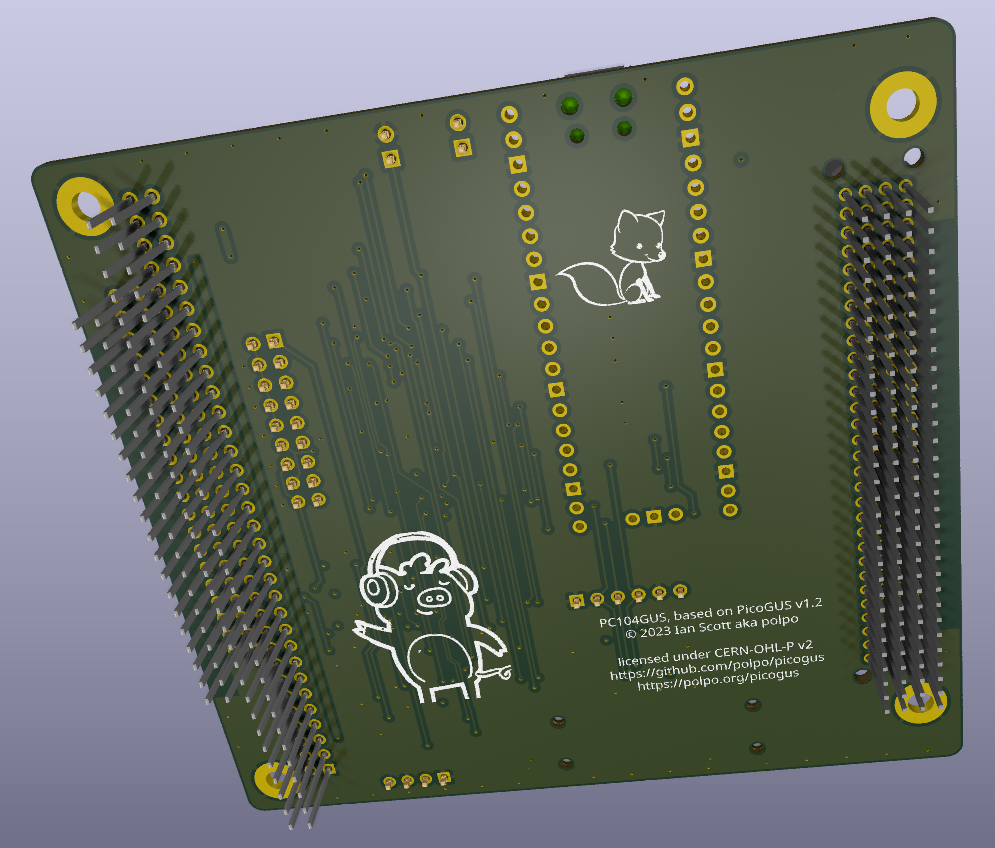 PC104GUS, based on PicoGUS v1.2
© 2023 Ian Scott aka polpo
licensed under CERN-OHL-P v2
https://github.com/polpo/picogus
https://polpo.org/picogus